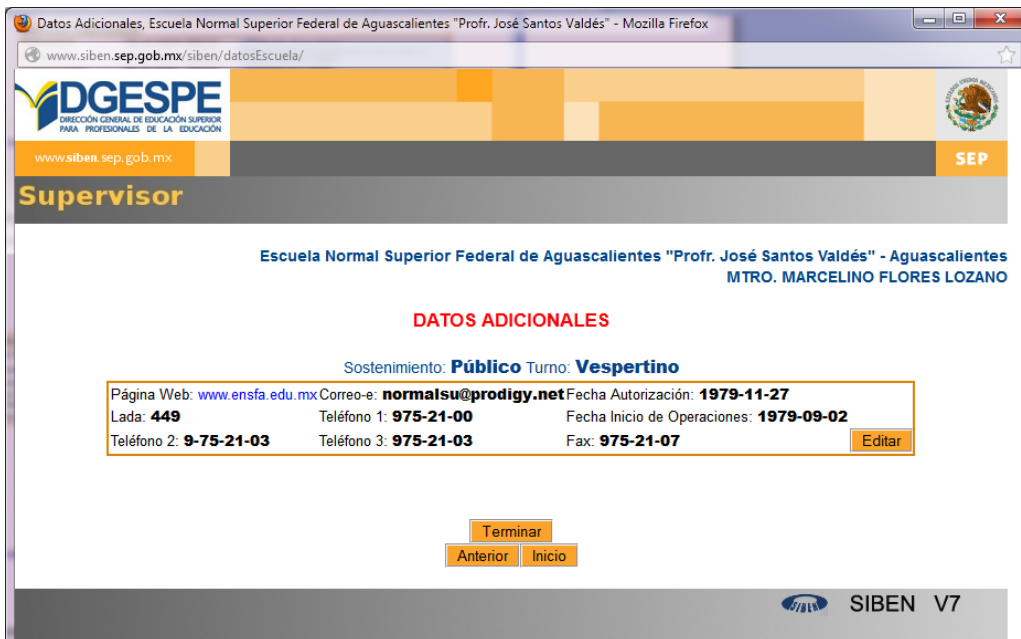 Datos Adicionales, Escuela Normal Superior Federal de Aguascalientes "Profr. José Santos Valdés" - Mozilla Firefox
www.siben.sep.gob.mx/siben/datosEscuela/
DGESPE
DIRECCIÓN GENERAL DE EDUCACIÓN SUPERIOR
PARA PROFESIONALES DE LA EDUCACIÓN
www.siben.sep.gob.mx
SEP
Supervisor
Escuela Normal Superior Federal de Aguascalientes "Profr. José Santos Valdés" - Aguascalientes
MTRO. MARCELINO FLORES LOZANO
DATOS ADICIONALES
Sostenimiento: Público Turno: Vespertino
Página Web: www.ensfa.edu.mx Correo-e: normalsu@prodigy.net Fecha Autorización: 1979-11-27
Lada: 449 Teléfono 1: 975-21-00 Fecha Inicio de Operaciones: 1979-09-02
Teléfono 2: 9-75-21-03 Teléfono 3: 975-21-03 Fax: 975-21-07 Editar
Terminar
Anterior Inicio
SIBEN SIBEN V7